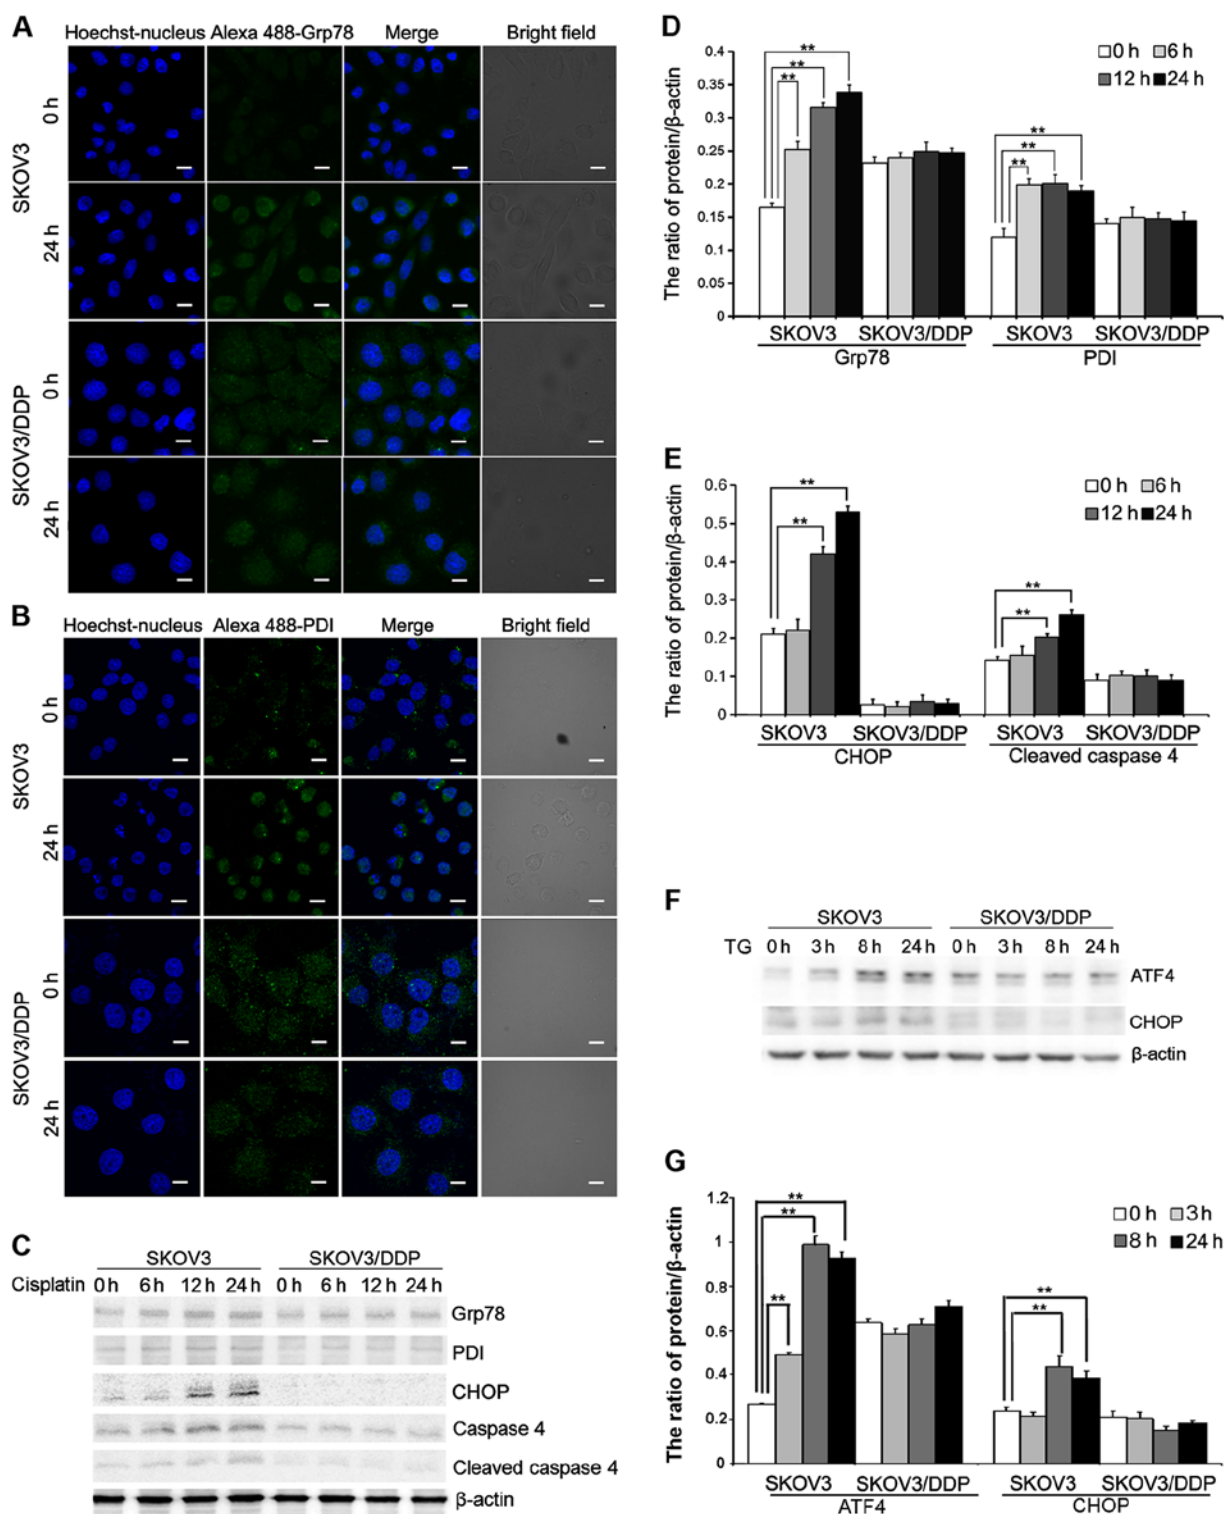 A
Hoechst-nucleus Alexa 488-Grp78 Merge Bright field
SKOV3
0 h
24 h
SKOV3/DDP
0 h
24 h
B
Hoechst-nucleus Alexa 488-PDI Merge Bright field
SKOV3
0 h
24 h
SKOV3/DDP
0 h
24 h
C
SKOV3 SKOV3/DDP
Cisplatin 0 h 6 h 12 h 24 h 0 h 6 h 12 h 24 h
Grp78
PDI
CHOP
Caspase 4
Cleaved caspase 4
β-actin
D
The ratio of protein/β-actin
0.4
0.35
0.3
0.25
0.2
0.15
0.1
0.05
0
** ** ** ** ** **
0 h 6 h
12 h 24 h
SKOV3 SKOV3/DDP SKOV3 SKOV3/DDP
Grp78 PDI
E
The ratio of protein/β-actin
0.6
0.5
0.4
0.3
0.2
0.1
0
** ** ** **
0 h 6 h
12 h 24 h
SKOV3 SKOV3/DDP SKOV3 SKOV3/DDP
CHOP Cleaved caspase 4
F
SKOV3 SKOV3/DDP
TG 0 h 3 h 8 h 24 h 0 h 3 h 8 h 24 h
ATF4
CHOP
β-actin
G
The ratio of protein/β-actin
1.2
1
0.8
0.6
0.4
0.2
0
** ** ** ** **
0 h 3 h
8 h 24 h
SKOV3 SKOV3/DDP SKOV3 SKOV3/DDP
ATF4 CHOP